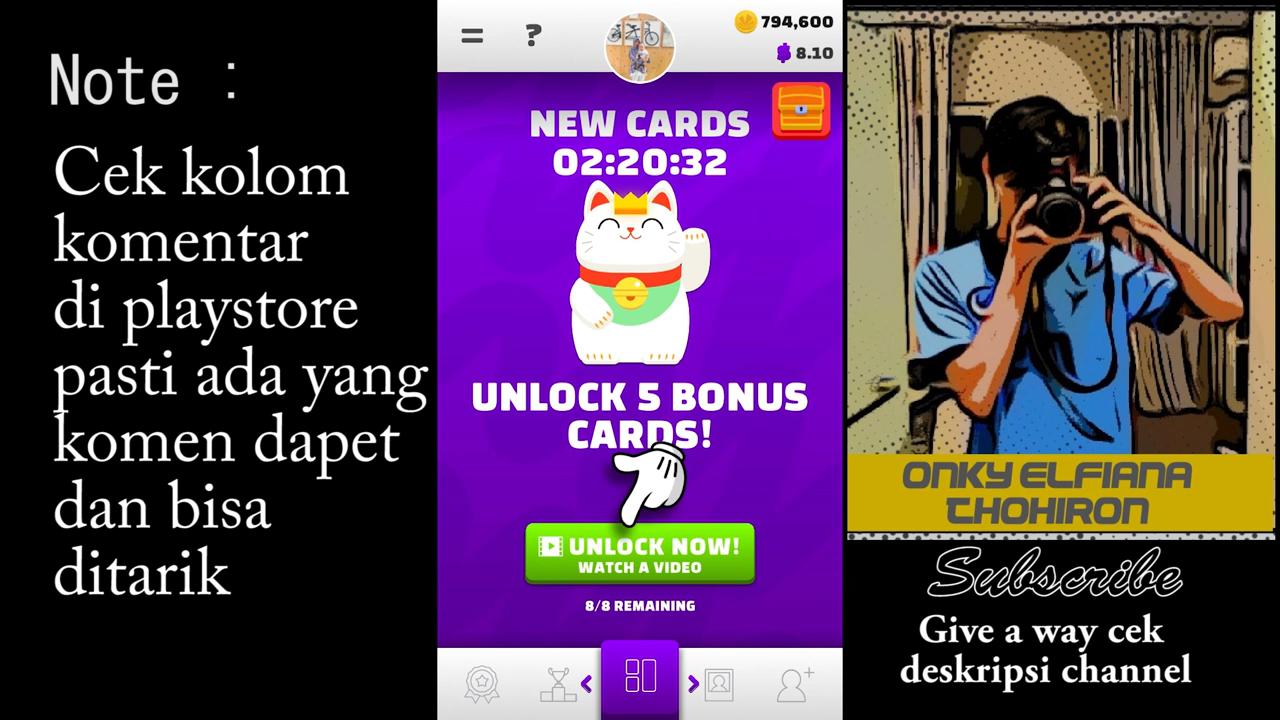 Note :
Cek kolom
komentar
di playstore
pasti ada yang
komen dapet
dan bisa
ditarik
?
794,600
8.10
NEW CARDS
02:20:32
UNLOCK 5 BONUS
CARDS!
UNLOCK NOW!
WATCH A VIDEO
8/8 REMAINING
ONKY ELFIANA
THOHIRON
Subscribe
Give a way cek
deskripsi channel